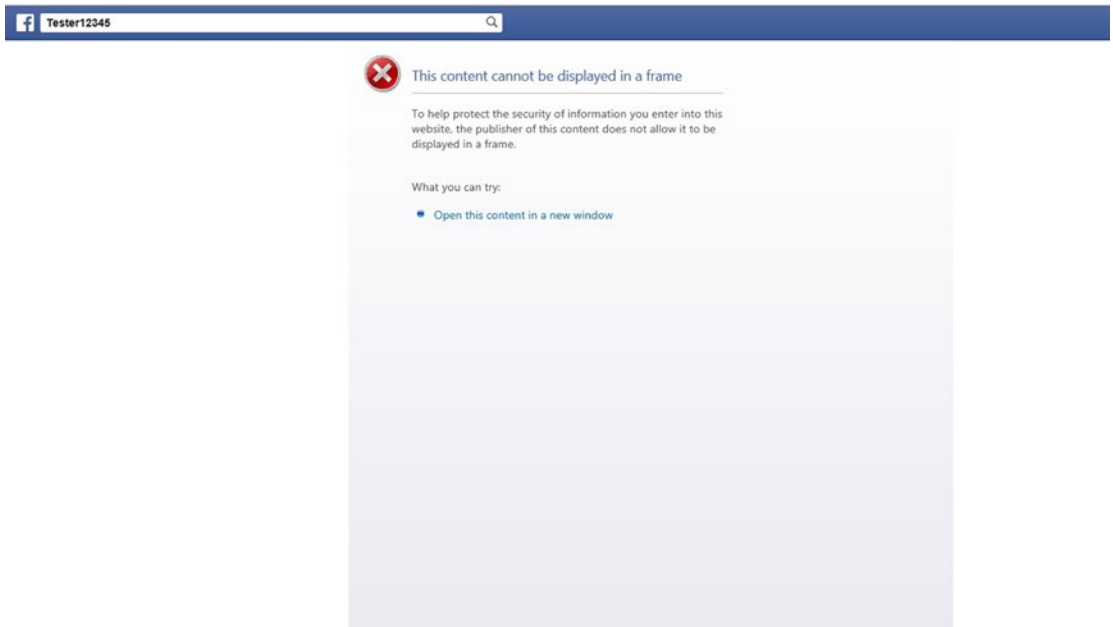 f Tester12345
This content cannot be displayed in a frame
To help protect the security of information you enter into this
website, the publisher of this content does not allow it to be
displayed in a frame.
What you can try:
Open this content in a new window